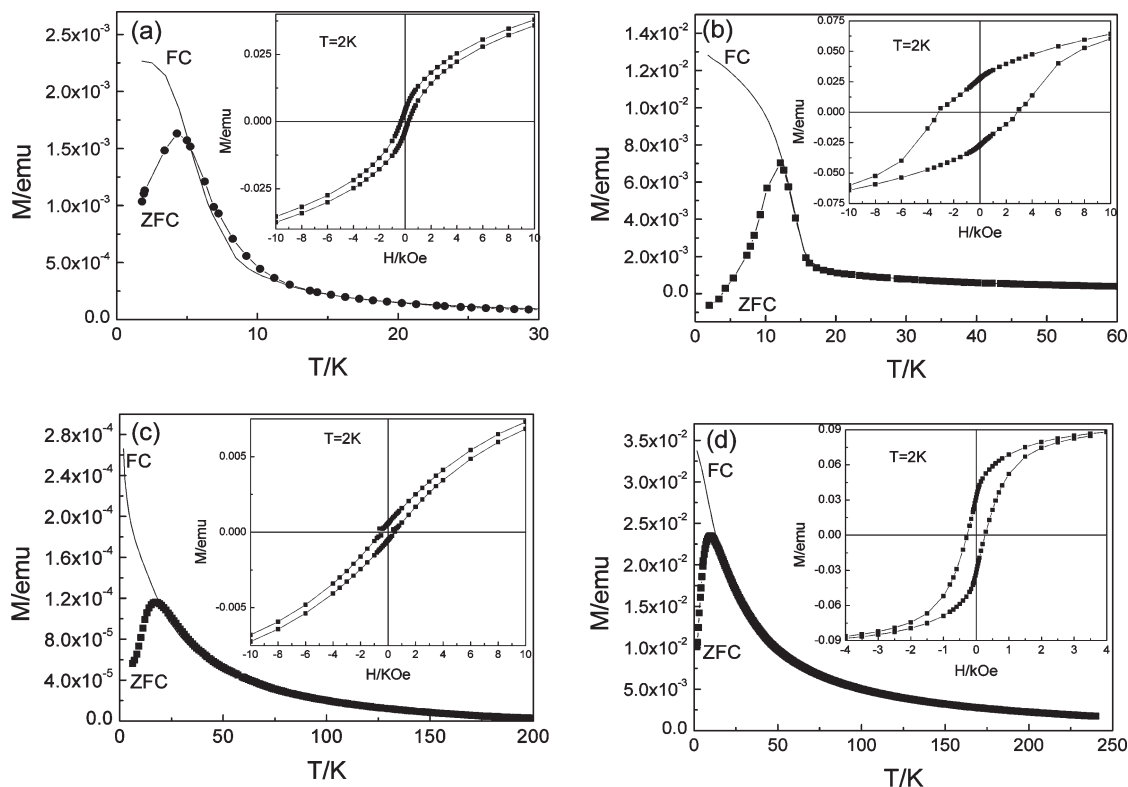 (a)
2.5x10⁻³
2.0x10⁻³
1.5x10⁻³
1.0x10⁻³
5.0x10⁻⁴
0.0
M/emu
FC
ZFC
0 10 20 30
T/K
T=2K
0.025
0.000
-0.025
M/emu
-10 -8 -6 -4 -2 0 2 4 6 8 10
H/kOe
(b)
1.4x10⁻²
1.2x10⁻²
1.0x10⁻²
8.0x10⁻³
6.0x10⁻³
4.0x10⁻³
2.0x10⁻³
0.0
M/emu
FC
ZFC
0 10 20 30 40 50 60
T/K
T=2K
0.075
0.050
0.025
0.000
-0.025
-0.050
-0.075
M/emu
-10 -8 -6 -4 -2 0 2 4 6 8 10
H/kOe
(c)
2.8x10⁻⁴
2.4x10⁻⁴
2.0x10⁻⁴
1.6x10⁻⁴
1.2x10⁻⁴
8.0x10⁻⁵
4.0x10⁻⁵
0.0
M/emu
FC
ZFC
0 50 100 150 200
T/K
T=2K
0.005
0.000
-0.005
M/emu
-10 -8 -6 -4 -2 0 2 4 6 8 10
H/KOe
(d)
3.5x10⁻²
3.0x10⁻²
2.5x10⁻²
2.0x10⁻²
1.5x10⁻²
1.0x10⁻²
5.0x10⁻³
0.0
M/emu
FC
ZFC
0 50 100 150 200 250
T/K
T=2K
0.09
0.06
0.03
0.00
-0.03
-0.06
-0.09
M/emu
-4 -3 -2 -1 0 1 2 3 4
H/kOe